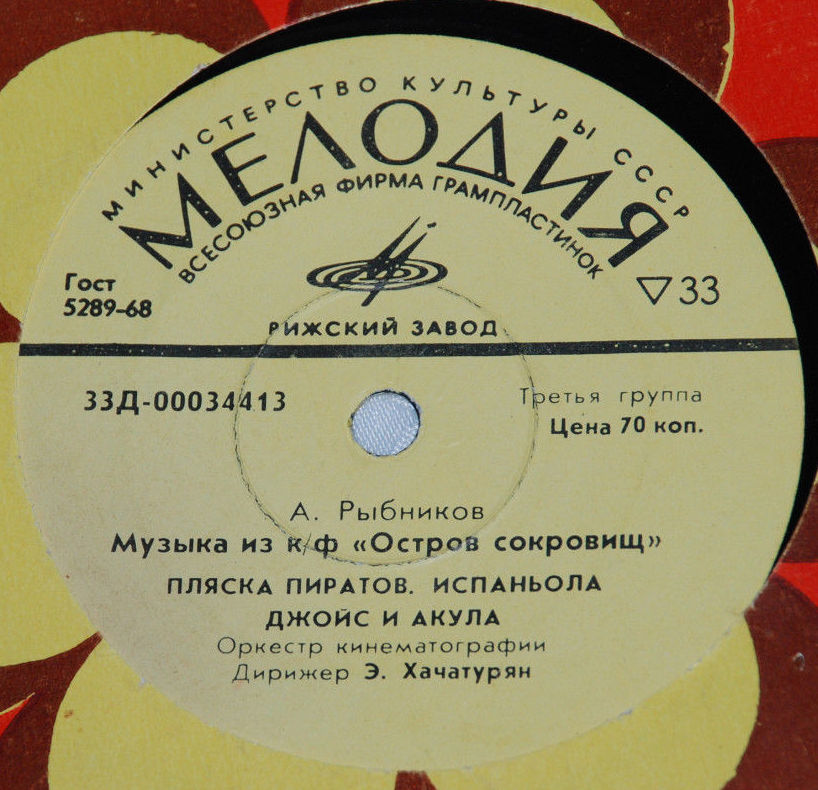 МИНИСТЕРСТВО КУЛЬТУРЫ СССР
МЕЛОДИЯ
ВСЕСОЮЗНАЯ ФИРМА ГРАМПЛАСТИНОК
Гост
5289-68
33
РИЖСКИЙ ЗАВОД
33Д-00034413
Третья группа
Цена 70 коп.
А. Рыбников
Музыка из к/ф «Остров сокровищ»
ПЛЯСКА ПИРАТОВ. ИСПАНЬОЛА
ДЖОЙС И АКУЛА
Оркестр кинематографии
Дирижер Э. Хачатурян